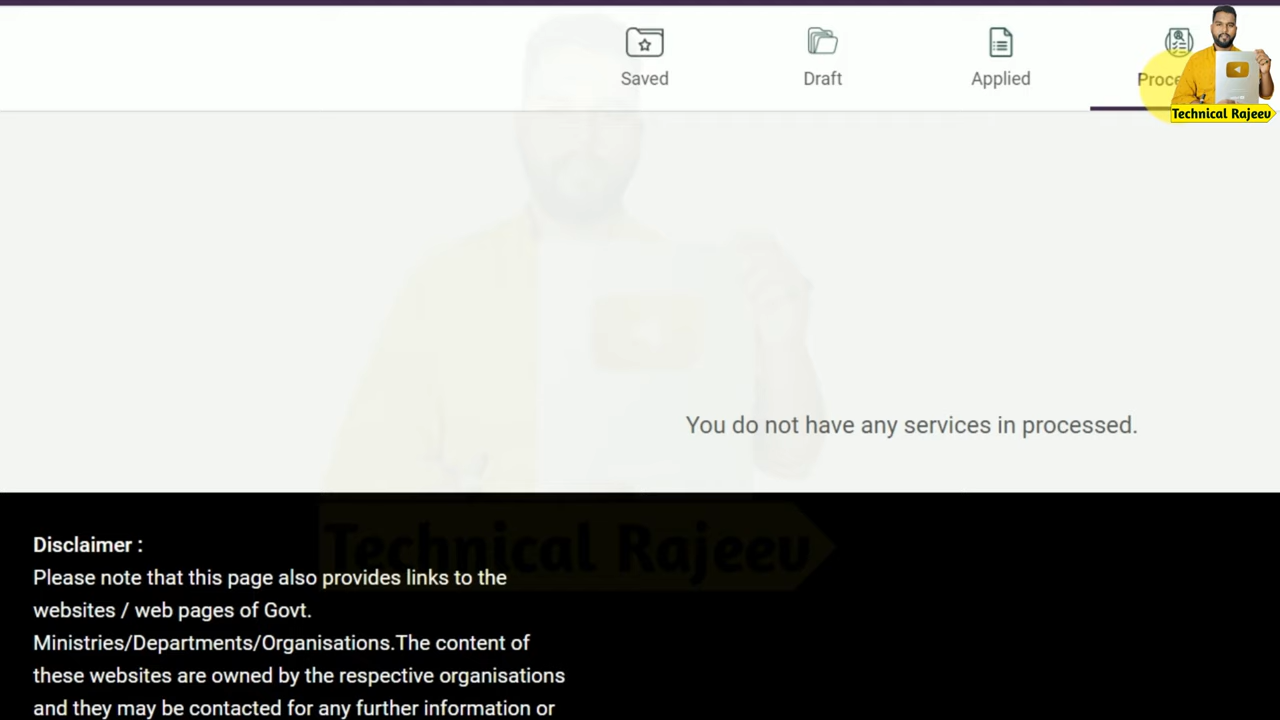 Saved
Draft
Applied
Technical Rajeev
You do not have any services in processed.
Technical Rajeev
Disclaimer :
Please note that this page also provides links to the
websites / web pages of Govt.
Ministries/Departments/Organisations.The content of
these websites are owned by the respective organisations
and they may be contacted for any further information or